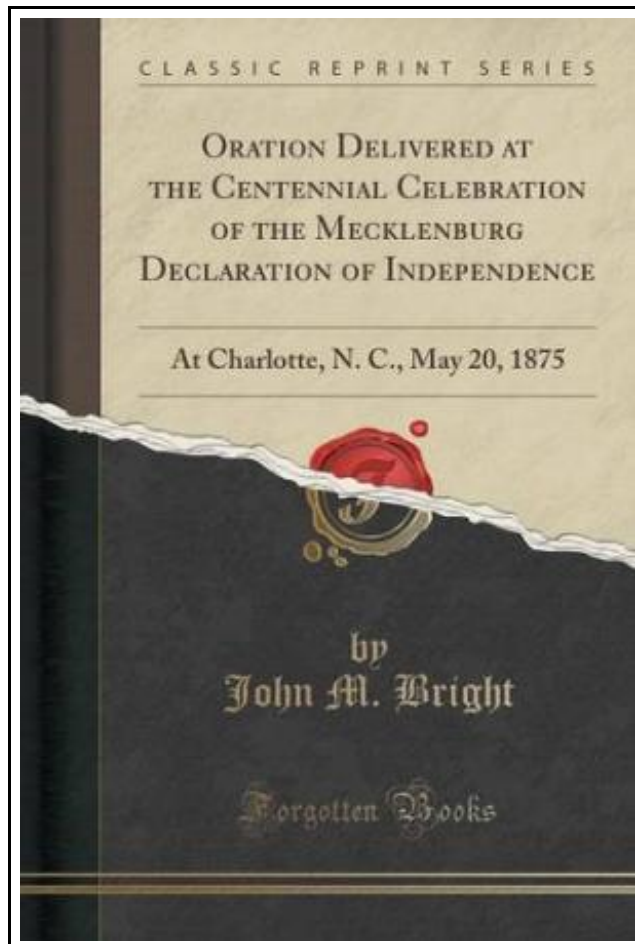 CLASSIC REPRINT SERIES
ORATION DELIVERED AT
THE CENTENNIAL CELEBRATION
OF THE MECKLENBURG
DECLARATION OF INDEPENDENCE
At Charlotte, N. C., May 20, 1875
by
John M. Bright
Forgotten Books